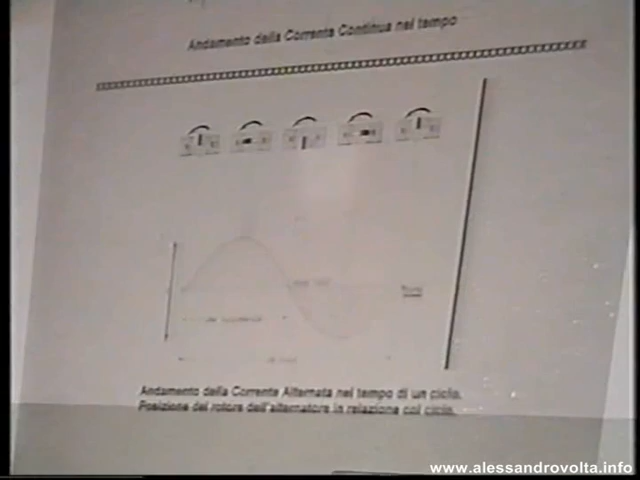 Andamento della Corrente Continua nel tempo
Andamento della Corrente Alternata nel tempo di un ciclo.
Posizione del rotore dell'alternatore in relazione col ciclo.
www.alessandrovolta.info